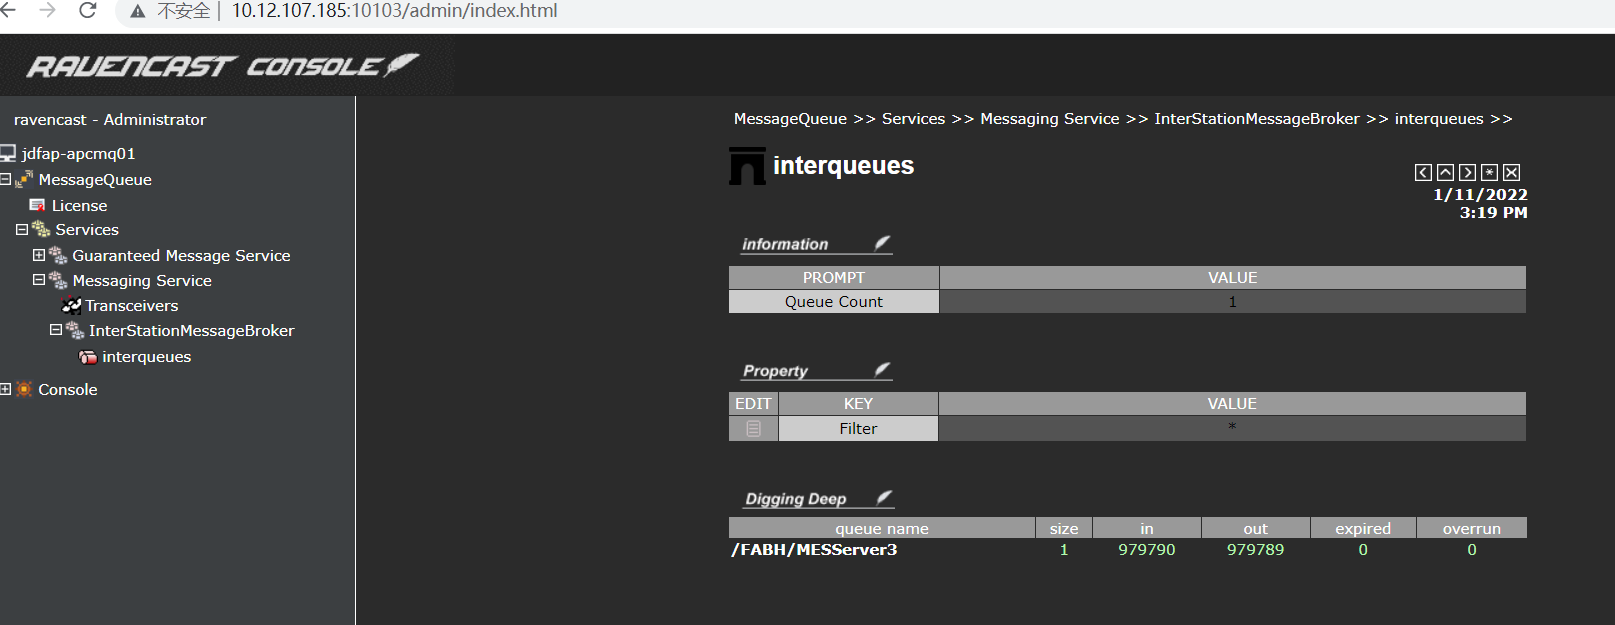 不安全 | 10.12.107.185:10103/admin/index.html
RAVENCAST CONSOLE
ravencast - Administrator
jdfap-apcmq01
MessageQueue
License
Services
Guaranteed Message Service
Messaging Service
Transceivers
InterStationMessageBroker
interqueues
Console
MessageQueue >> Services >> Messaging Service >> InterStationMessageBroker >> interqueues >>
interqueues
1/11/2022
3:19 PM
information
PROMPT VALUE
Queue Count 1
Property
EDIT KEY VALUE
Filter *
Digging Deep
queue name size in out expired overrun
/FABH/MESServer3 1 979790 979789 0 0